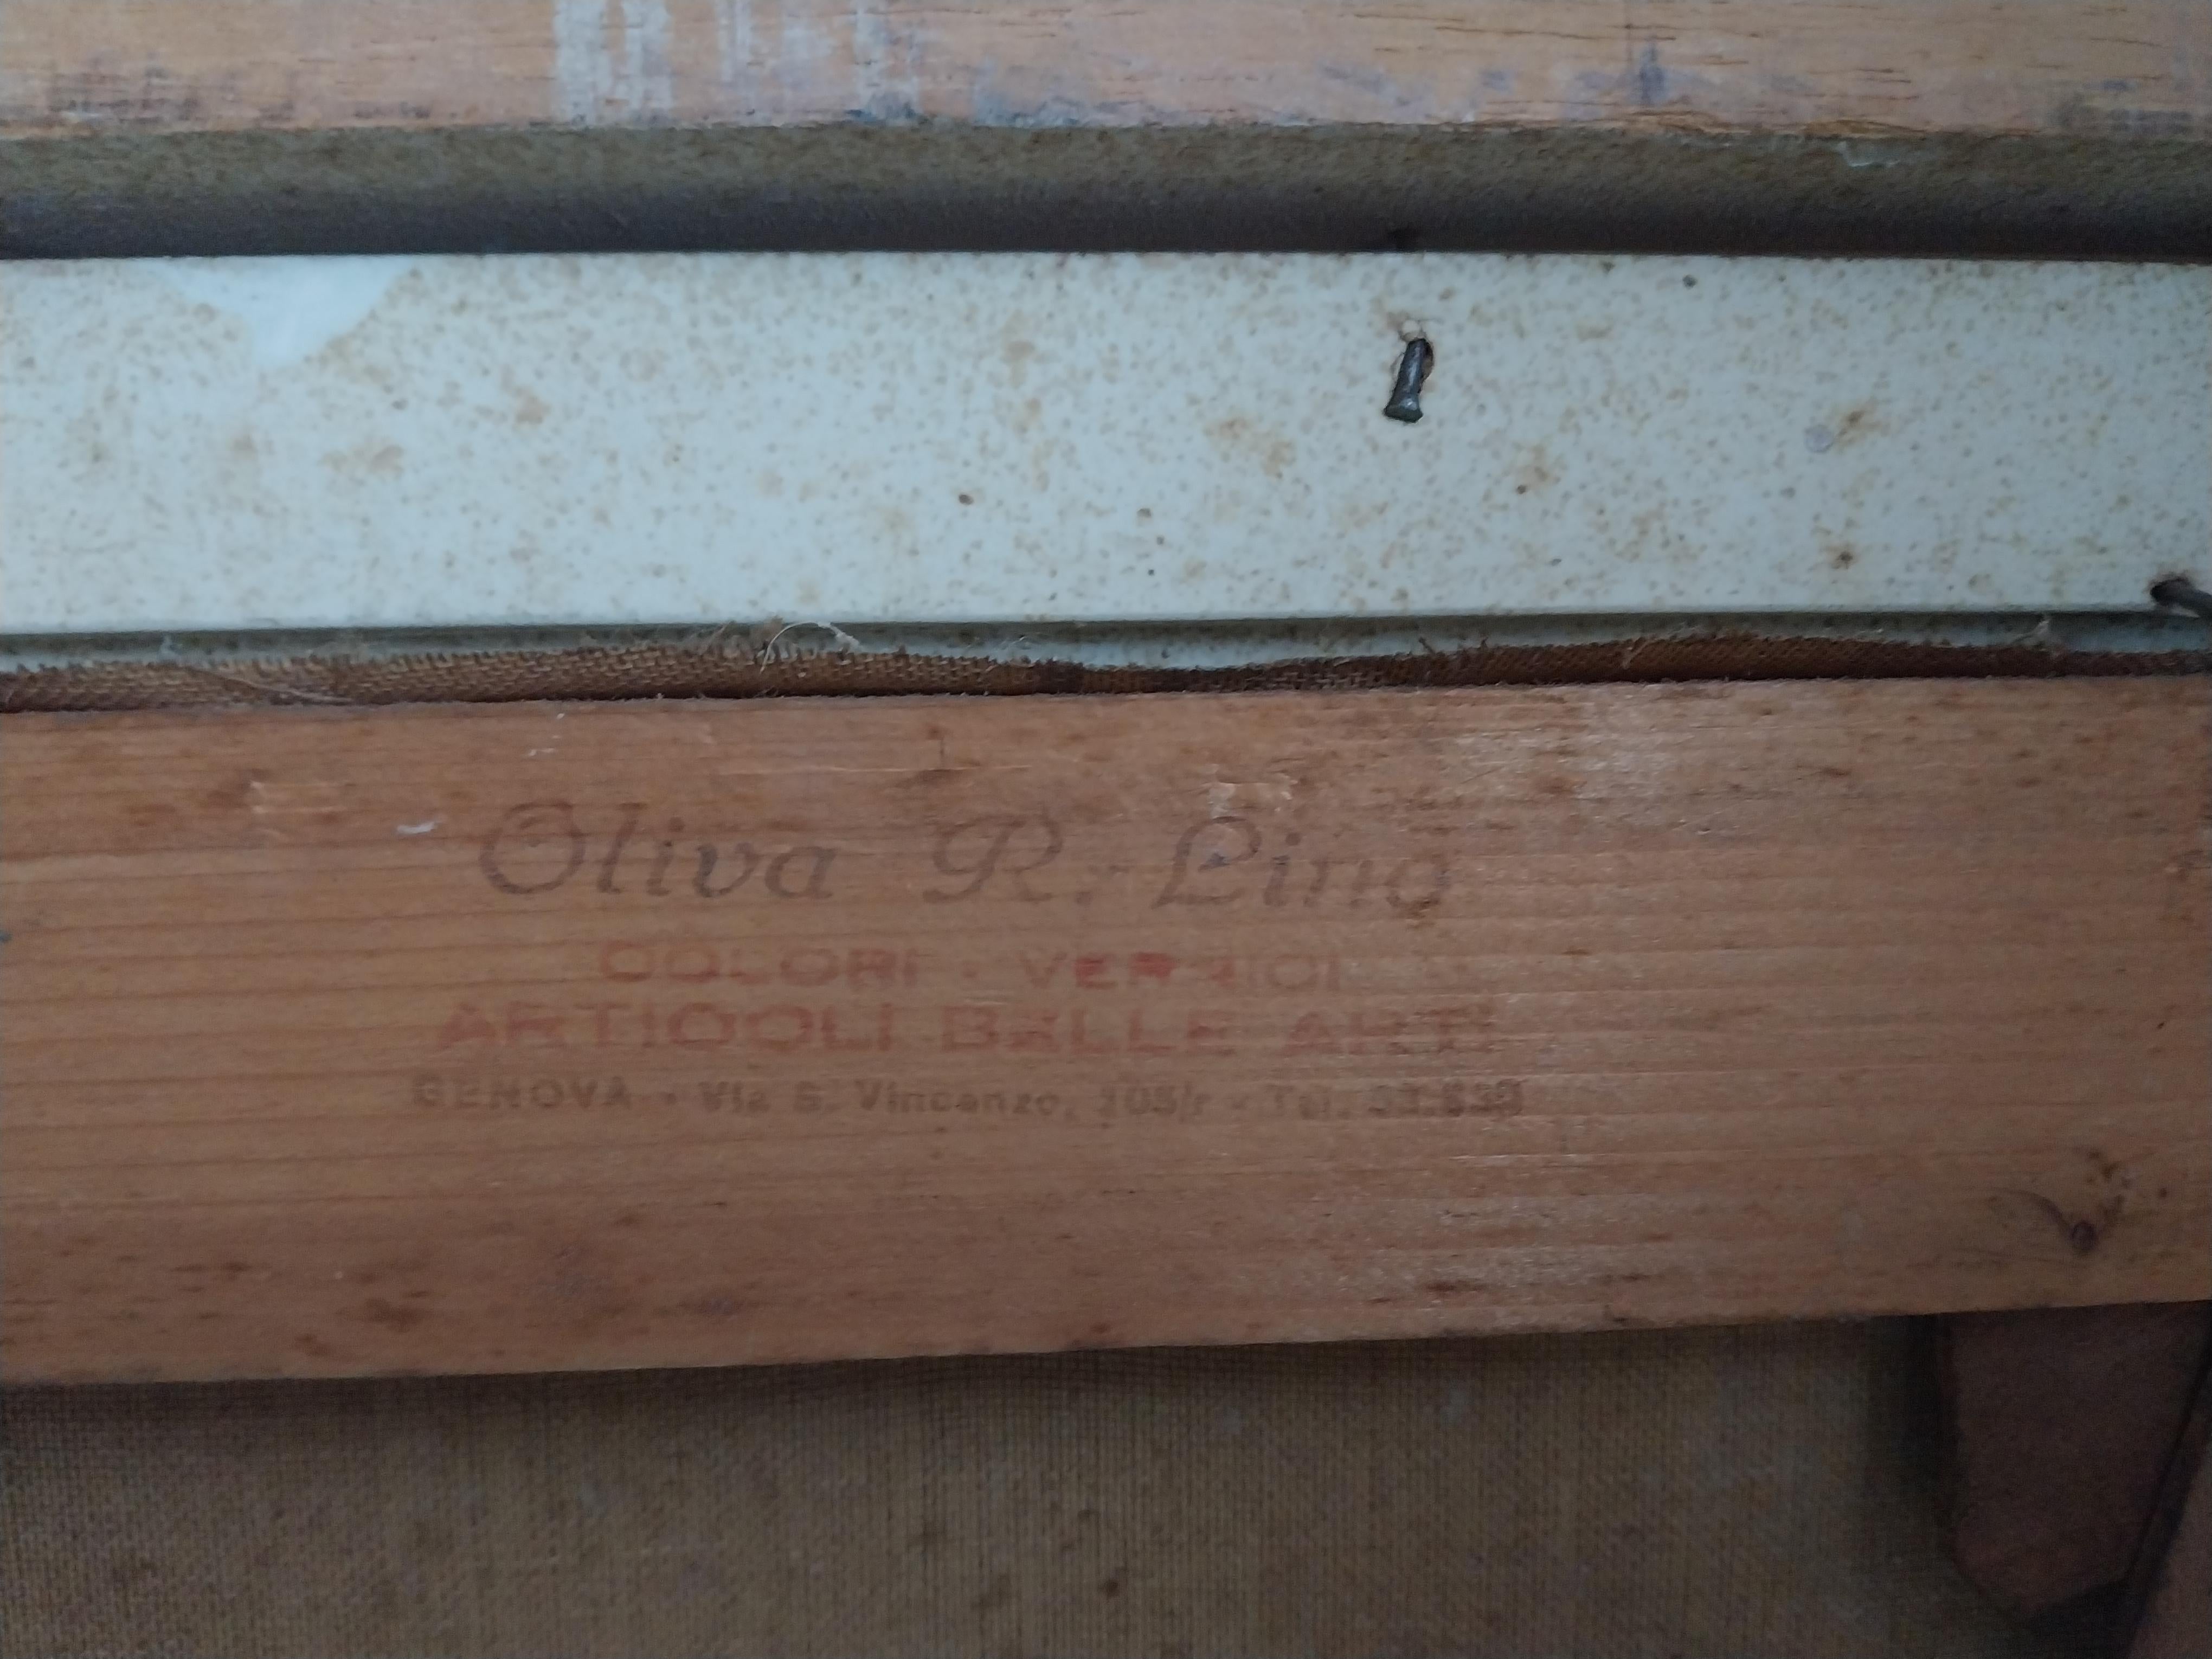 Oliva R. Lino
COLORI - VERNICI
ARTICOLI BELLE ARTI
GENOVA - Via S. Vincenzo, 105/r - Tel.